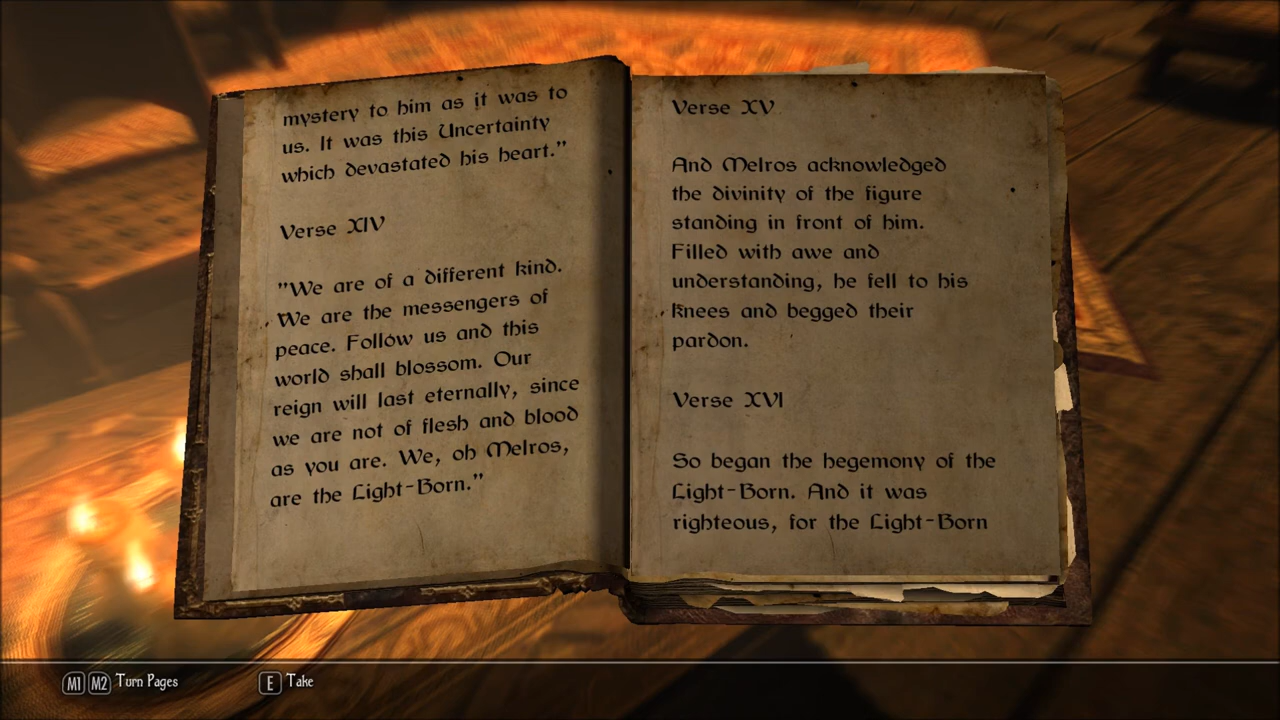 mystery to him as it was to
us. It was this Uncertainty
which devastated his heart."
Verse XIV
"We are of a different kind.
We are the messengers of
peace. Follow us and this
world shall blossom. Our
reign will last eternally, since
we are not of flesh and blood
as you are. We, oh Melros,
are the Light-Born."
Verse XV
And Melros acknowledged
the divinity of the figure
standing in front of him.
Filled with awe and
understanding, he fell to his
knees and begged their
pardon.
Verse XVI
So began the hegemony of the
Light-Born. And it was
righteous, for the Light-Born
M1 M2 Turn Pages
E Take